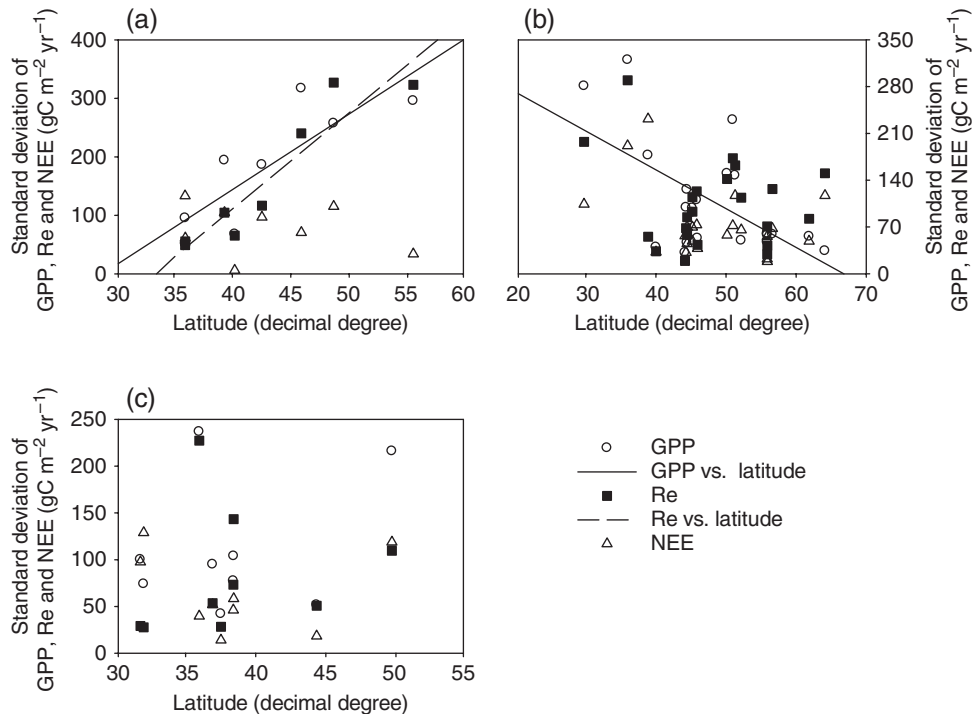 (a)
Standard deviation of
GPP, Re and NEE (gC m−2 yr−1)
400
300
200
100
0
30 35 40 45 50 55 60
Latitude (decimal degree)
(b)
350
280
210
140
70
0
20 30 40 50 60 70
Latitude (decimal degree)
Standard deviation of
GPP, Re and NEE (gC m−2 yr−1)
(c)
Standard deviation of
GPP, Re and NEE (gC m−2 yr−1)
250
200
150
100
50
0
30 35 40 45 50 55
Latitude (decimal degree)
GPP
GPP vs. latitude
Re
Re vs. latitude
NEE